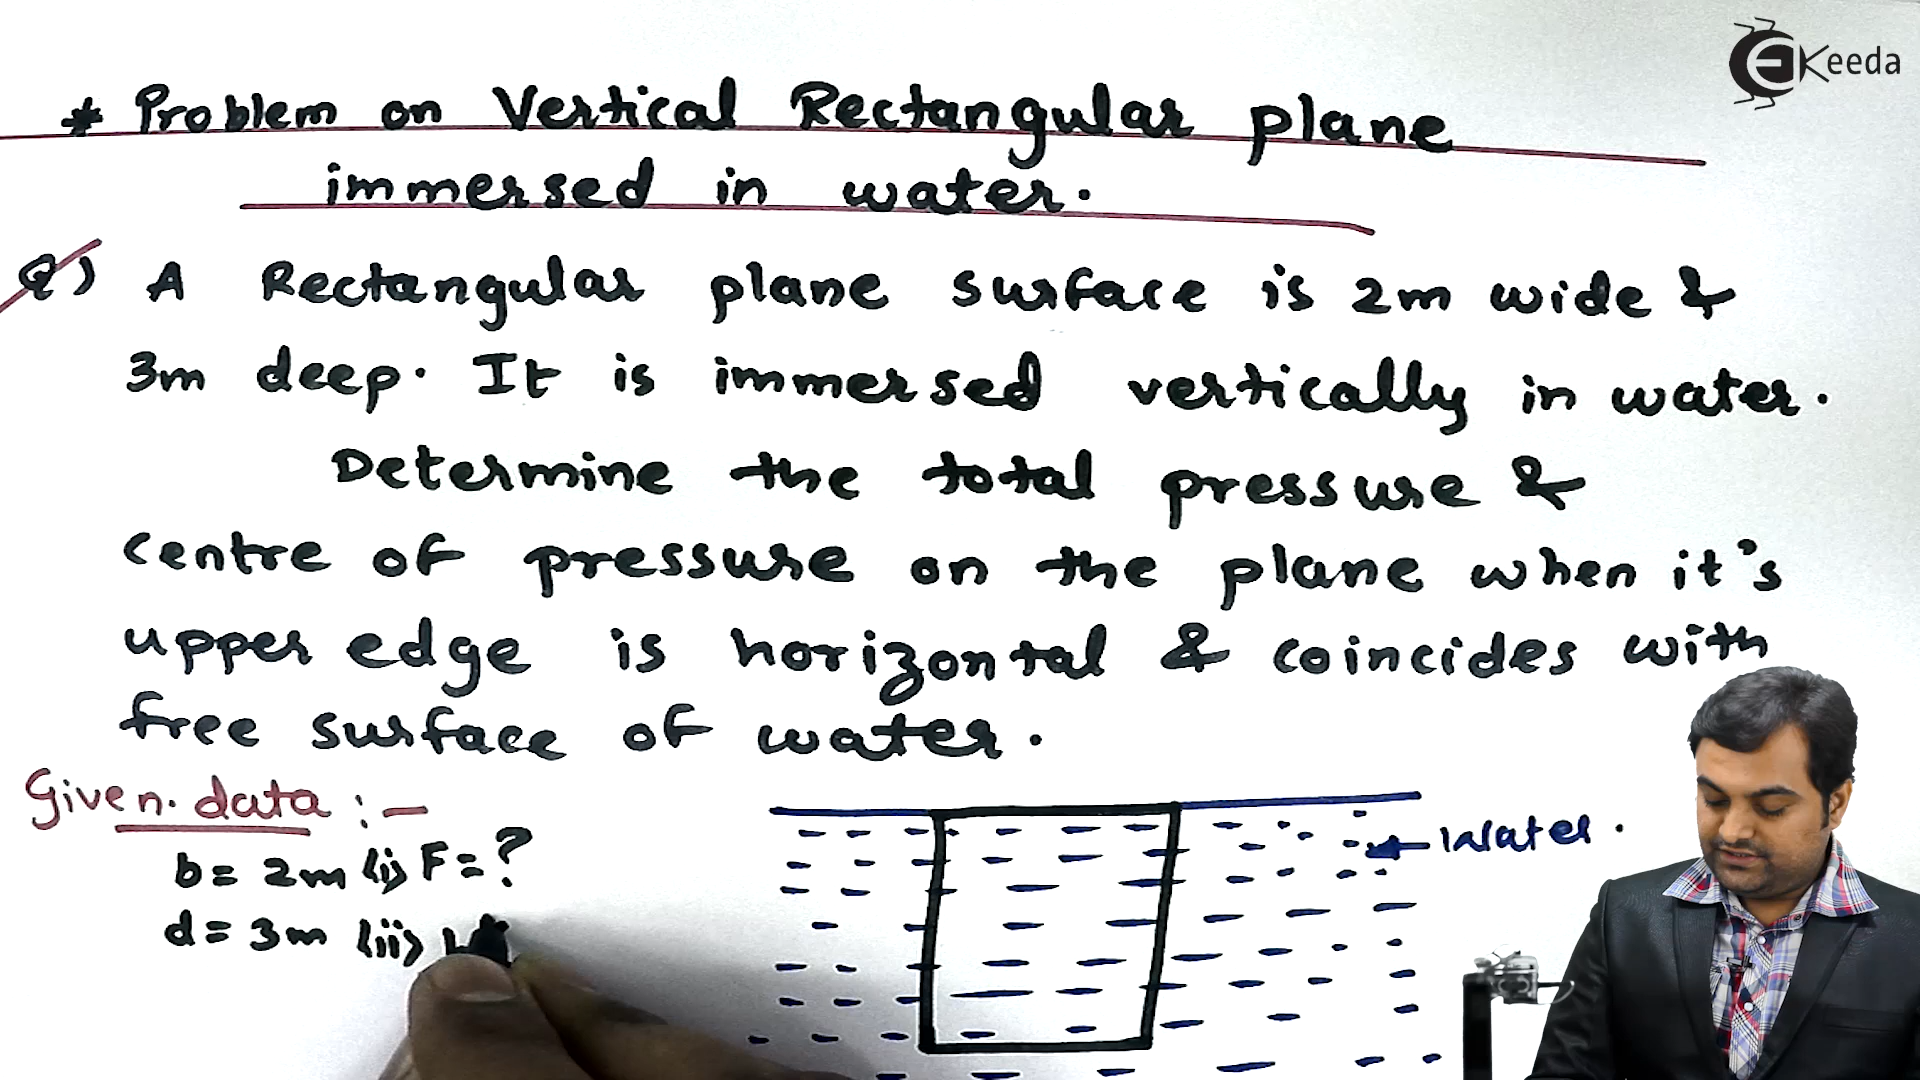 EKeeda
* Problem on Vertical Rectangular plane
immersed in water.
Q) A Rectangular plane surface is 2m wide &
3m deep. It is immersed vertically in water.
Determine the total pressure &
centre of pressure on the plane when it's
upper edge is horizontal & coincides with
free surface of water.
Given. data :-
b = 2m (i) F = ?
d = 3m (ii)
Water.